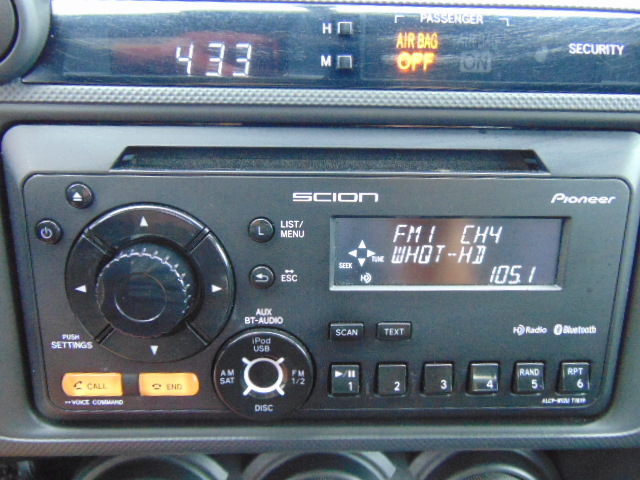 PASSENGER
H
AIR BAG
SECURITY
4:33
M
OFF
ON
SCION
Pioneer
L
LIST/
MENU
FM1 CH4
WHQT-HD
SEEK
TUNE
105.1
ESC
AUX
BT-AUDIO
PUSH
SETTINGS
SCAN
TEXT
HD Radio
Bluetooth
iPod
USB
AM
SAT
FM
1/2
DISC
CALL
END
VOICE COMMAND
1
2
3
4
RAND
5
RPT
6